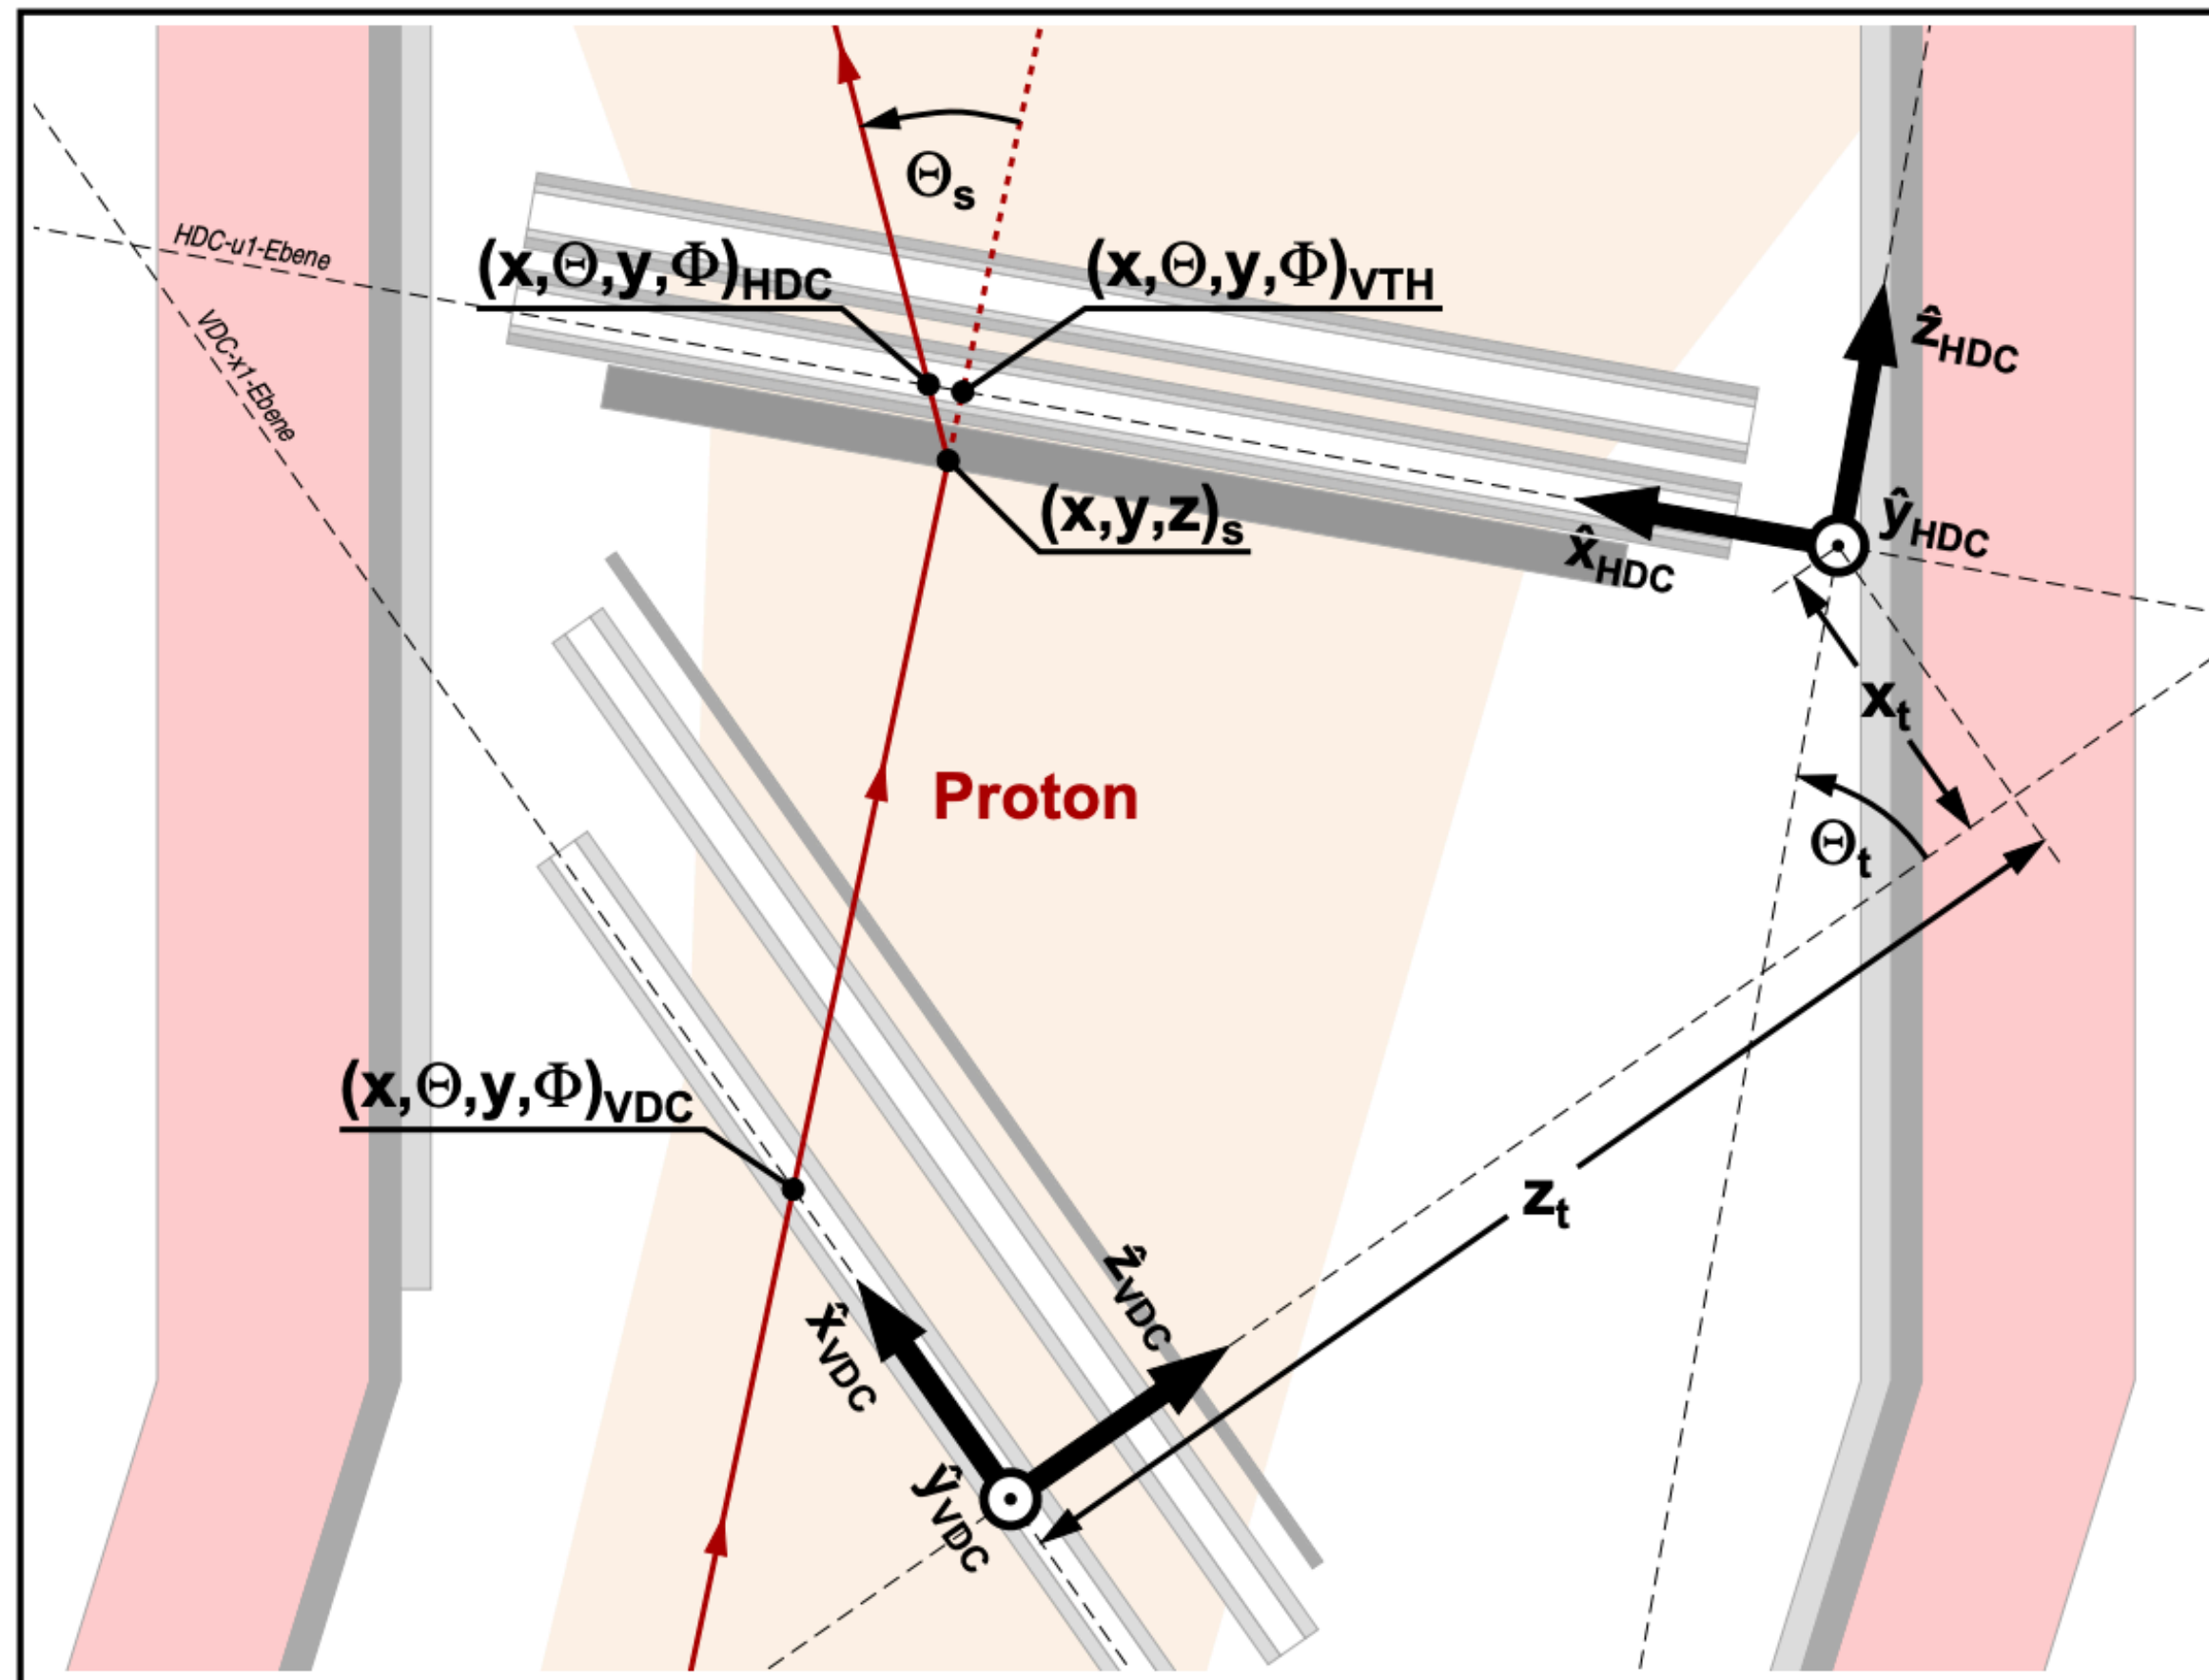 Θs
HDC-u1-Ebene
(x,Θ,y,Φ)HDC
(x,Θ,y,Φ)VTH
VDC-x1-Ebene
ẑHDC
(x,y,z)s
ŷHDC
x̂HDC
xt
Proton
Θt
(x,Θ,y,Φ)VDC
zt
ẑVDC
x̂VDC
ŷVDC